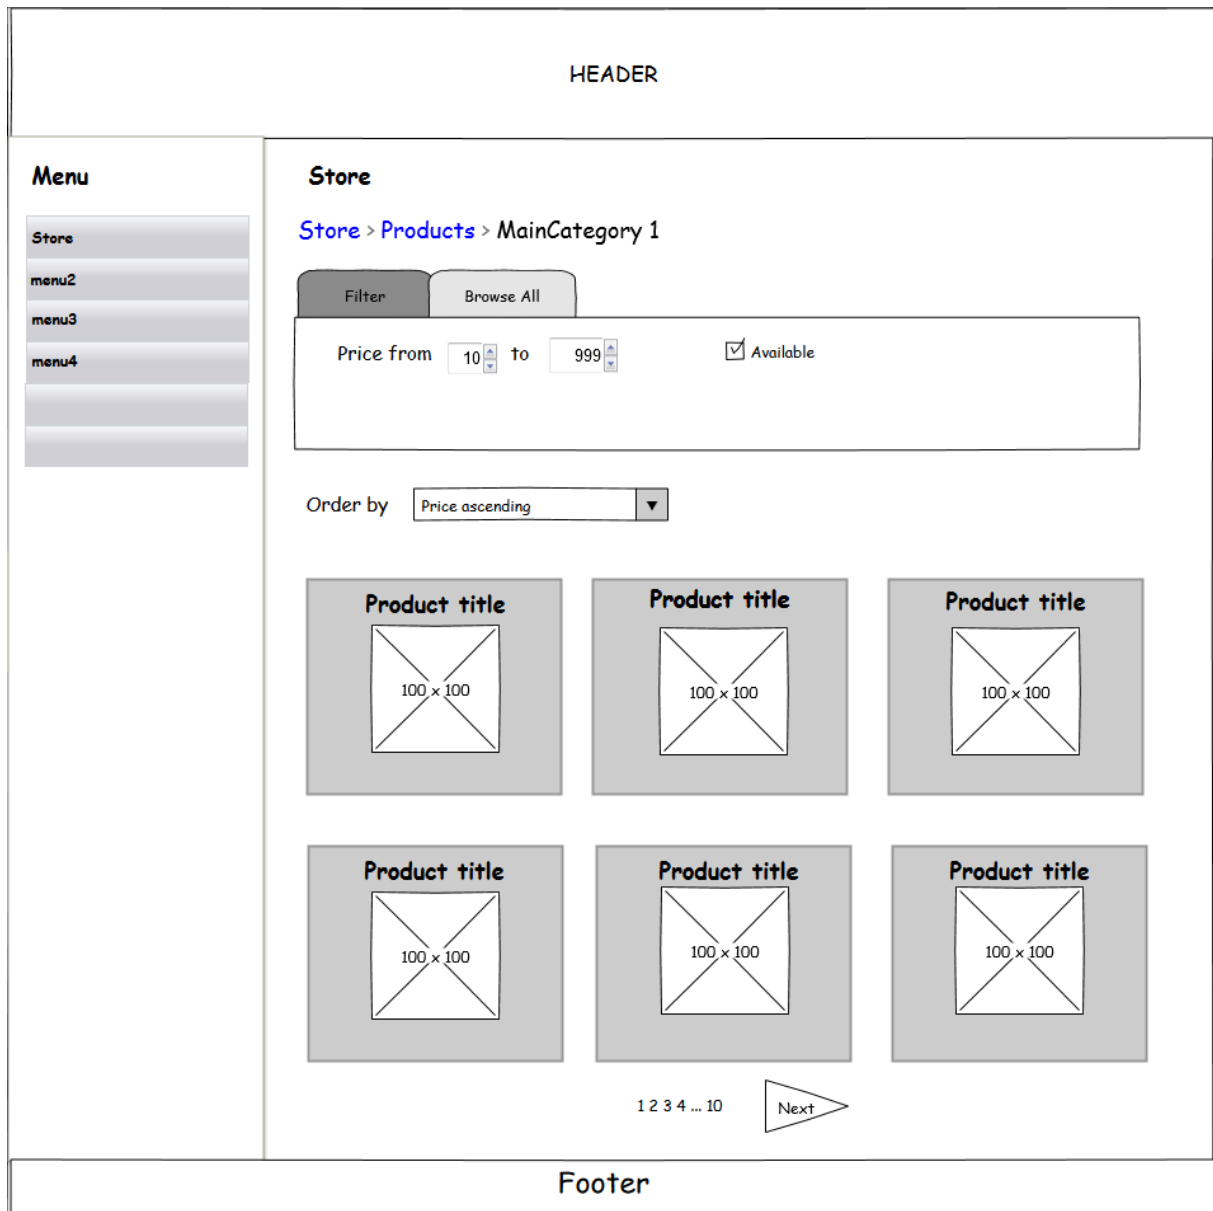 HEADER
Menu
Store
menu2
menu3
menu4
Store
Store > Products > MainCategory 1
Filter Browse All
Price from 10 to 999 Available
Order by Price ascending
Product title Product title Product title
100 x 100 100 x 100 100 x 100
Product title Product title Product title
100 x 100 100 x 100 100 x 100
1 2 3 4 ... 10 Next
Footer